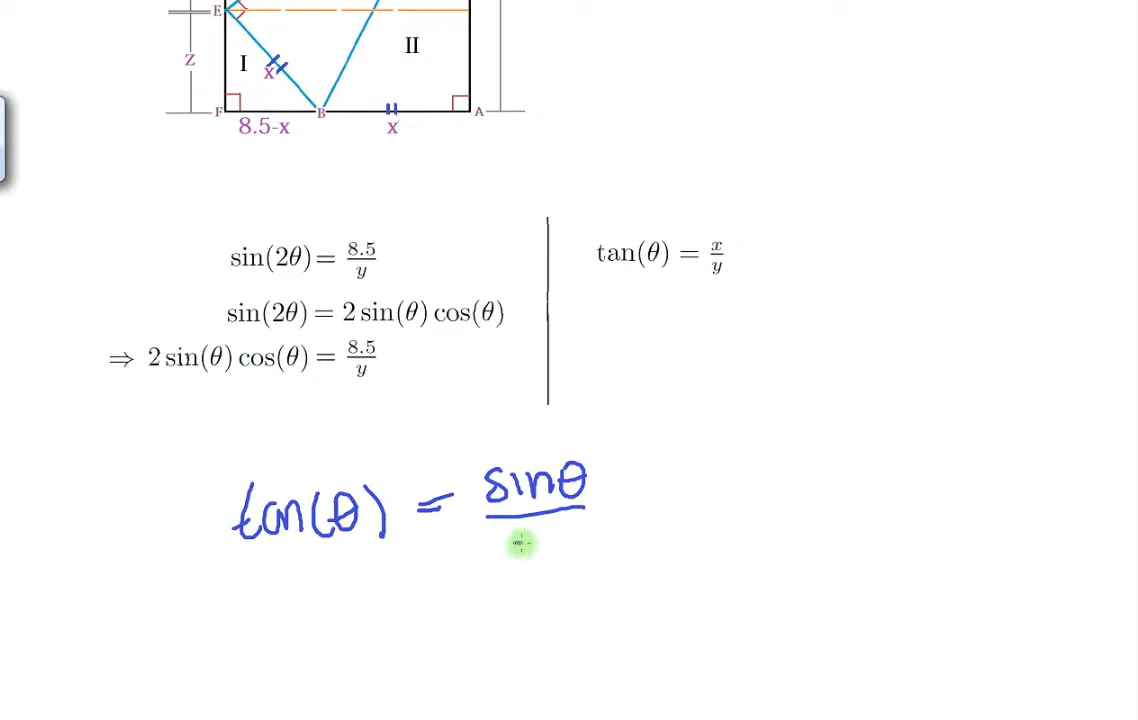 E
Z
I
II
x
F
B
A
8.5-x
x
sin(2θ) = 8.5/y
tan(θ) = x/y
sin(2θ) = 2 sin(θ) cos(θ)
⇒ 2 sin(θ) cos(θ) = 8.5/y
tan(θ) = sinθ